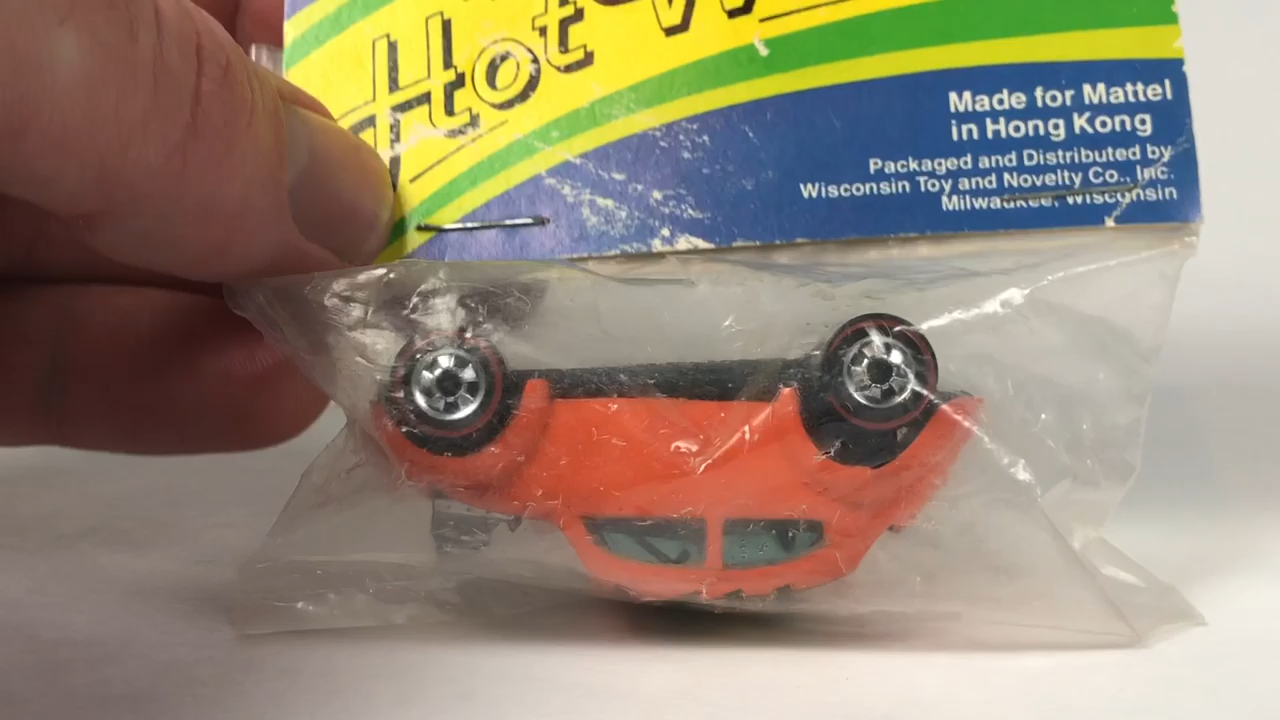 Hot
Made for Mattel
in Hong Kong
Packaged and Distributed by
Wisconsin Toy and Novelty Co., Inc.
Milwaukee, Wisconsin